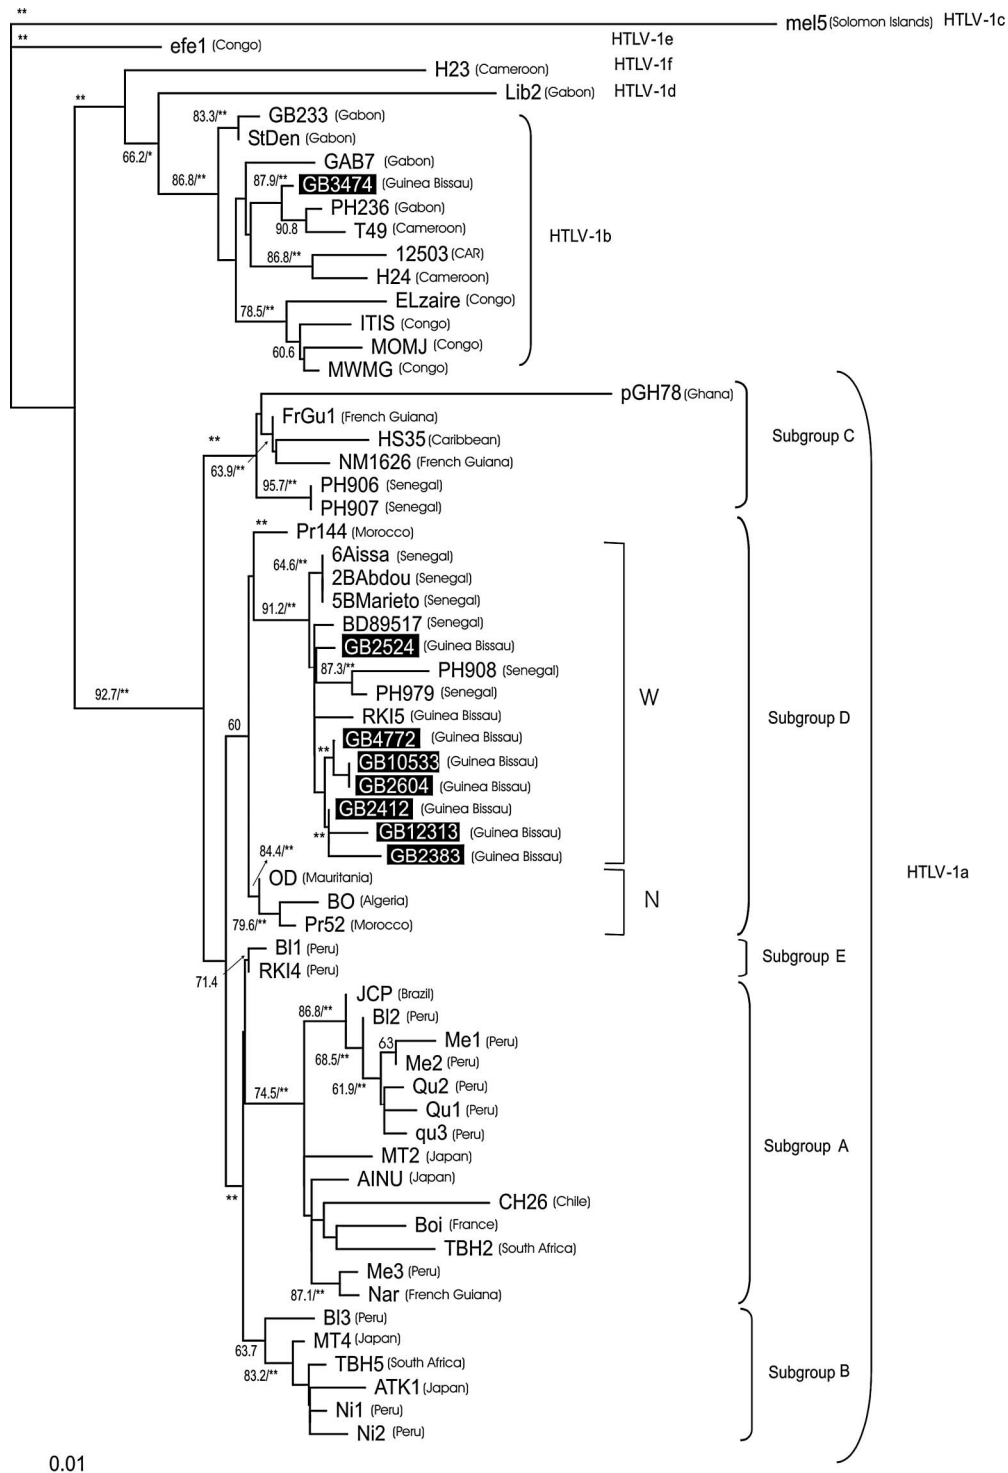 **
mel5 (Solomon Islands) HTLV-1c
**
efe1 (Congo) HTLV-1e
H23 (Cameroon) HTLV-1f
**
Lib2 (Gabon) HTLV-1d
83.3/** GB233 (Gabon)
StDen (Gabon)
66.2/*
GAB7 (Gabon)
86.8/** 87.9/** GB3474 (Guinea Bissau)
PH236 (Gabon)
90.8 T49 (Cameroon)
HTLV-1b
86.8/** 12503 (CAR)
H24 (Cameroon)
ELzaire (Congo)
78.5/**
ITIS (Congo)
60.6 MOMJ (Congo)
MWMG (Congo)
pGH78 (Ghana)
FrGu1 (French Guiana)
** HS35 (Caribbean) Subgroup C
63.9/** NM1626 (French Guiana)
95.7/** PH906 (Senegal)
PH907 (Senegal)
** Pr144 (Morocco)
64.6/** 6Aissa (Senegal)
2BAbdou (Senegal)
91.2/** 5BMarieto (Senegal)
BD89517 (Senegal)
GB2524 (Guinea Bissau)
87.3/** PH908 (Senegal)
PH979 (Senegal) W
92.7/**
RKI5 (Guinea Bissau) Subgroup D
60 GB4772 (Guinea Bissau)
** GB10533 (Guinea Bissau)
GB2604 (Guinea Bissau)
GB2412 (Guinea Bissau)
** GB12313 (Guinea Bissau)
84.4/** GB2383 (Guinea Bissau)
OD (Mauritania) HTLV-1a
BO (Algeria) N
79.6/** Pr52 (Morocco)
BI1 (Peru)
Subgroup E
71.4 RKI4 (Peru)
JCP (Brazil)
86.8/** BI2 (Peru)
63 Me1 (Peru)
68.5/** Me2 (Peru)
74.5/** 61.9/** Qu2 (Peru)
Qu1 (Peru)
qu3 (Peru)
Subgroup A
MT2 (Japan)
AINU (Japan)
**
CH26 (Chile)
Boi (France)
TBH2 (South Africa)
Me3 (Peru)
87.1/** Nar (French Guiana)
BI3 (Peru)
63.7 MT4 (Japan)
83.2/** TBH5 (South Africa)
Subgroup B
ATK1 (Japan)
Ni1 (Peru)
Ni2 (Peru)
0.01